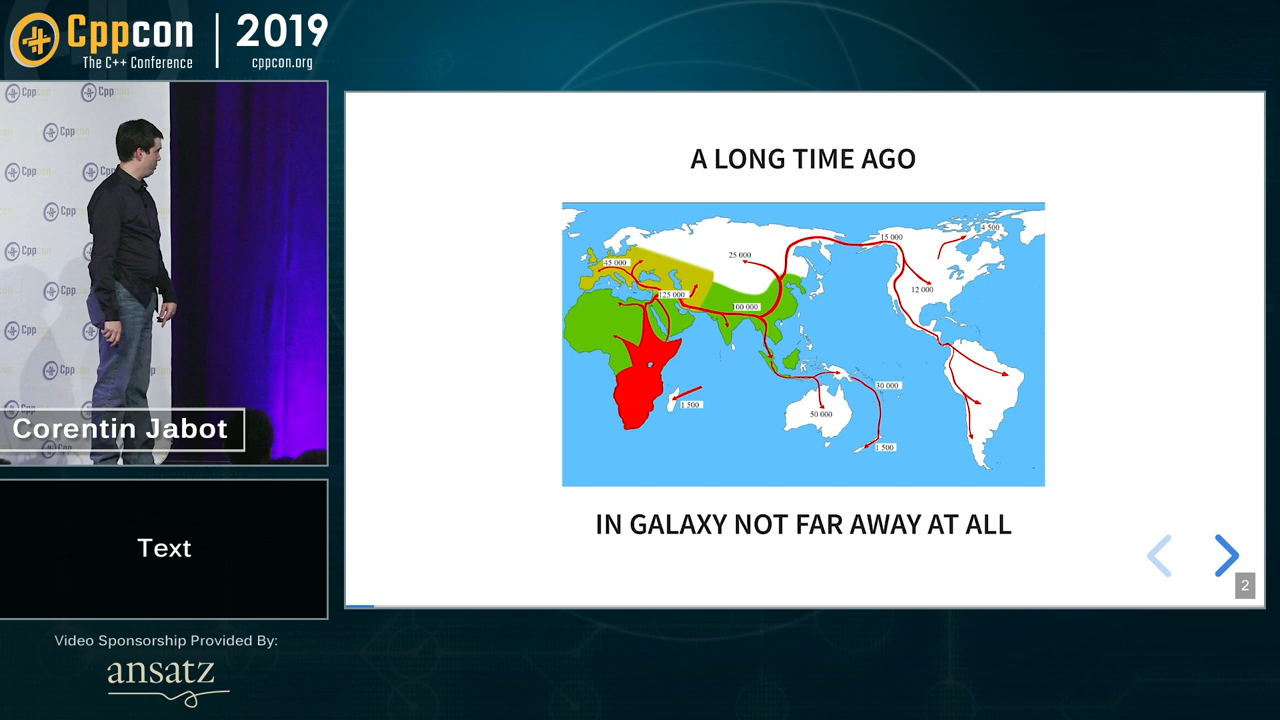 Cppcon
The C++ Conference
2019
cppcon.org
Corentin Jabot
Text
Video Sponsorship Provided By:
ansatz
A LONG TIME AGO
4 500
15 000
25 000
45 000
12 000
125 000
100 000
30 000
1 500
50 000
1 500
IN GALAXY NOT FAR AWAY AT ALL
2